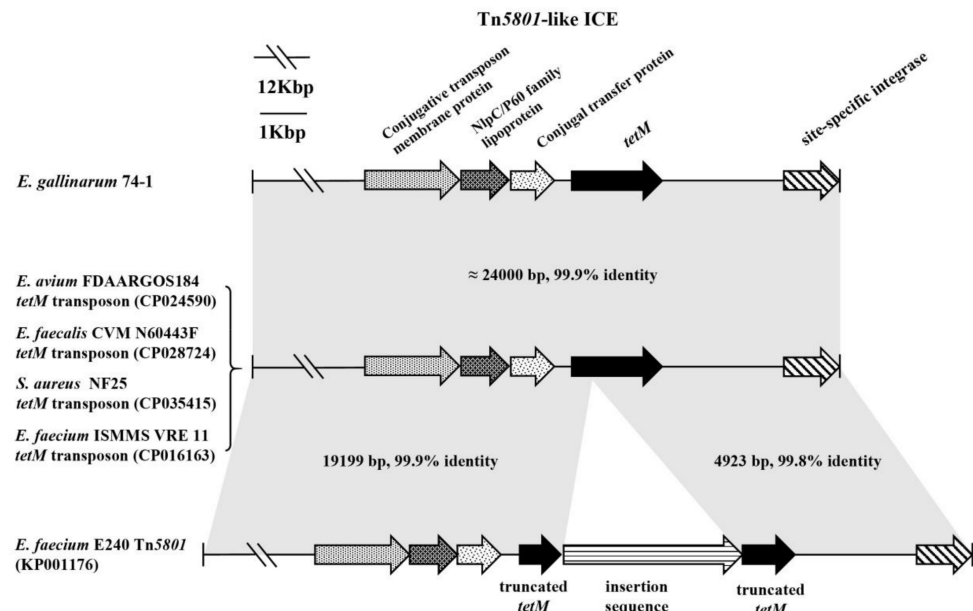 Tn5801-like ICE
12Kbp
1Kbp
Conjugative transposon
membrane protein
NlpC/P60 family
lipoprotein
Conjugal transfer protein
tetM
site-specific integrase
E. gallinarum 74-1
≈ 24000 bp, 99.9% identity
E. avium FDAARGOS184
tetM transposon (CP024590)
E. faecalis CVM N60443F
tetM transposon (CP028724)
S. aureus NF25
tetM transposon (CP035415)
E. faecium ISMMS VRE 11
tetM transposon (CP016163)
19199 bp, 99.9% identity
4923 bp, 99.8% identity
E. faecium E240 Tn5801
(KP001176)
truncated
tetM
insertion
sequence
truncated
tetM